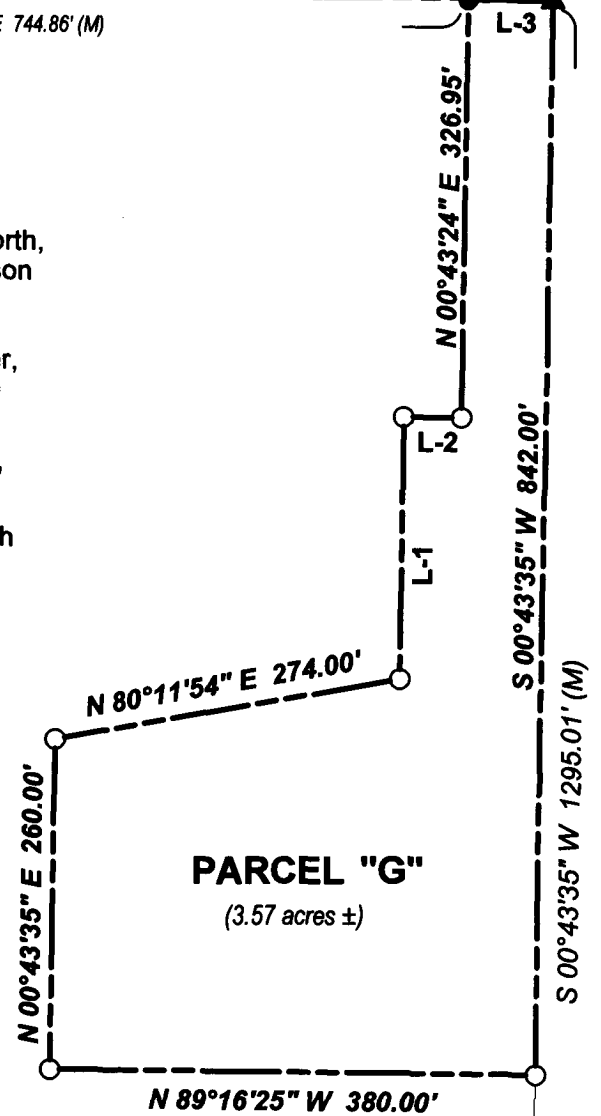 E 744.86' (M)
L-3
N 00°43'24" E 326.95'
orth,
son
er,
L-2
S 00°43'35" W 842.00'
L-1
h
N 80°11'54" E 274.00'
S 00°43'35" W 1295.01' (M)
N 00°43'35" E 260.00'
PARCEL "G"
(3.57 acres ±)
N 89°16'25" W 380.00'